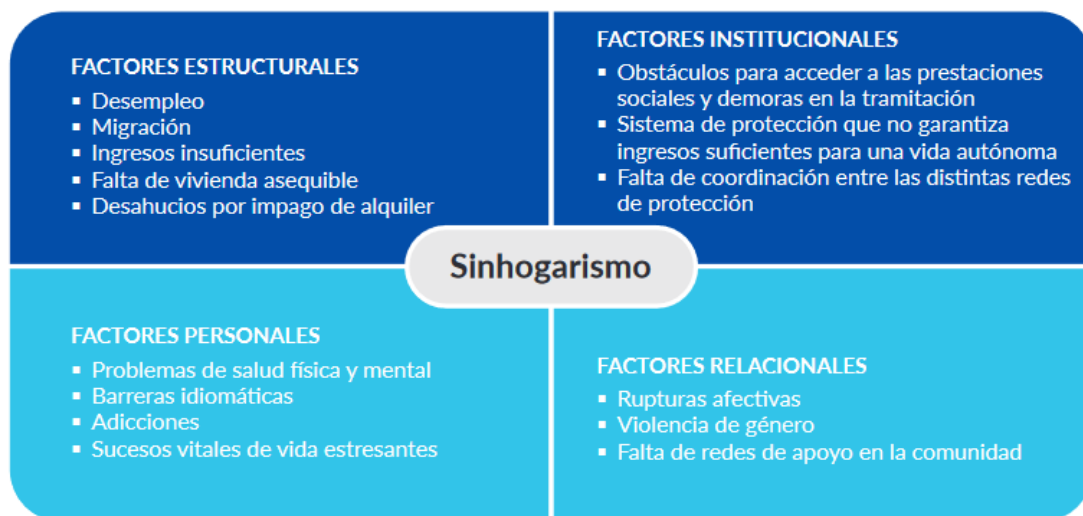 FACTORES ESTRUCTURALES
▪ Desempleo
▪ Migración
▪ Ingresos insuficientes
▪ Falta de vivienda asequible
▪ Desahucios por impago de alquiler
FACTORES INSTITUCIONALES
▪ Obstáculos para acceder a las prestaciones
sociales y demoras en la tramitación
▪ Sistema de protección que no garantiza
ingresos suficientes para una vida autónoma
▪ Falta de coordinación entre las distintas redes
de protección
Sinhogarismo
FACTORES PERSONALES
▪ Problemas de salud física y mental
▪ Barreras idiomáticas
▪ Adicciones
▪ Sucesos vitales de vida estresantes
FACTORES RELACIONALES
▪ Rupturas afectivas
▪ Violencia de género
▪ Falta de redes de apoyo en la comunidad